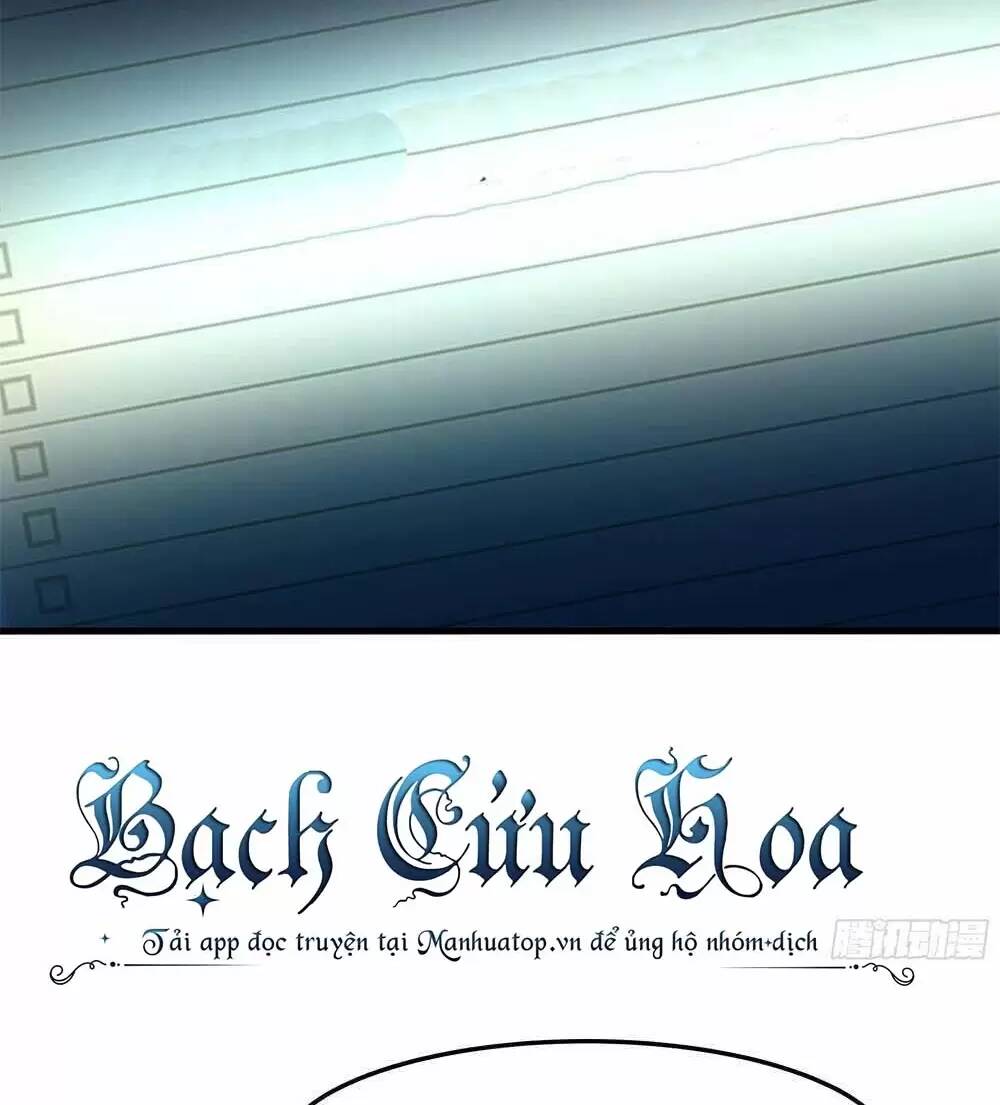 Bạch Cửu Hoa
Tải app đọc truyện tại Manhuatop.vn để ủng hộ nhóm dịch
腾讯动漫